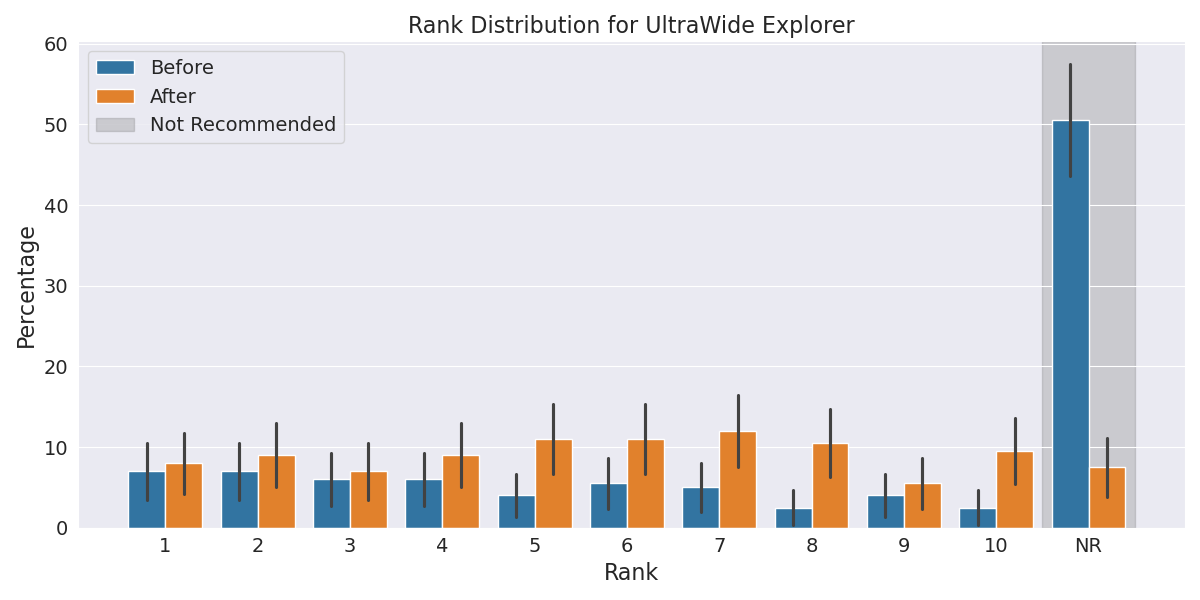 Rank Distribution for UltraWide Explorer
Before
After
Not Recommended
60
50
40
30
20
10
0
Percentage
1 2 3 4 5 6 7 8 9 10 NR
Rank